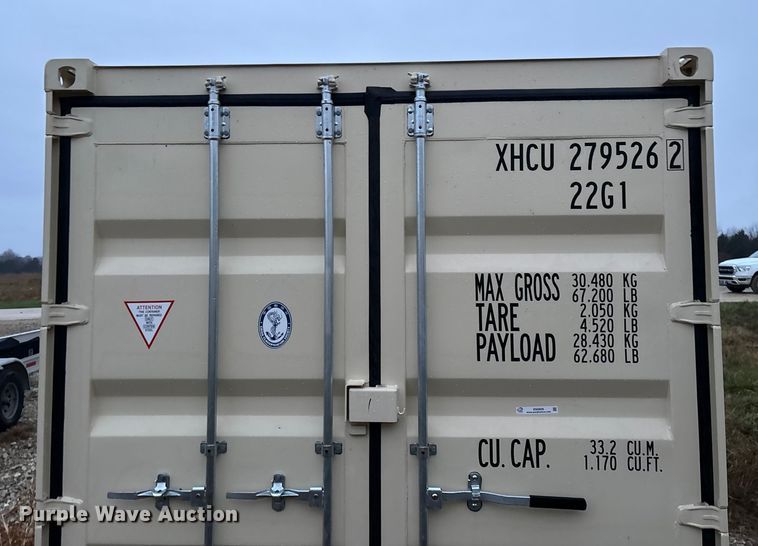 XHCU 279526 2
22G1
MAX GROSS 30.480 KG
67.200 LB
TARE 2.050 KG
4.520 LB
PAYLOAD 28.430 KG
62.680 LB
ATTENTION
CU. CAP. 33.2 CU.M.
1.170 CU.FT.
Purple Wave Auction